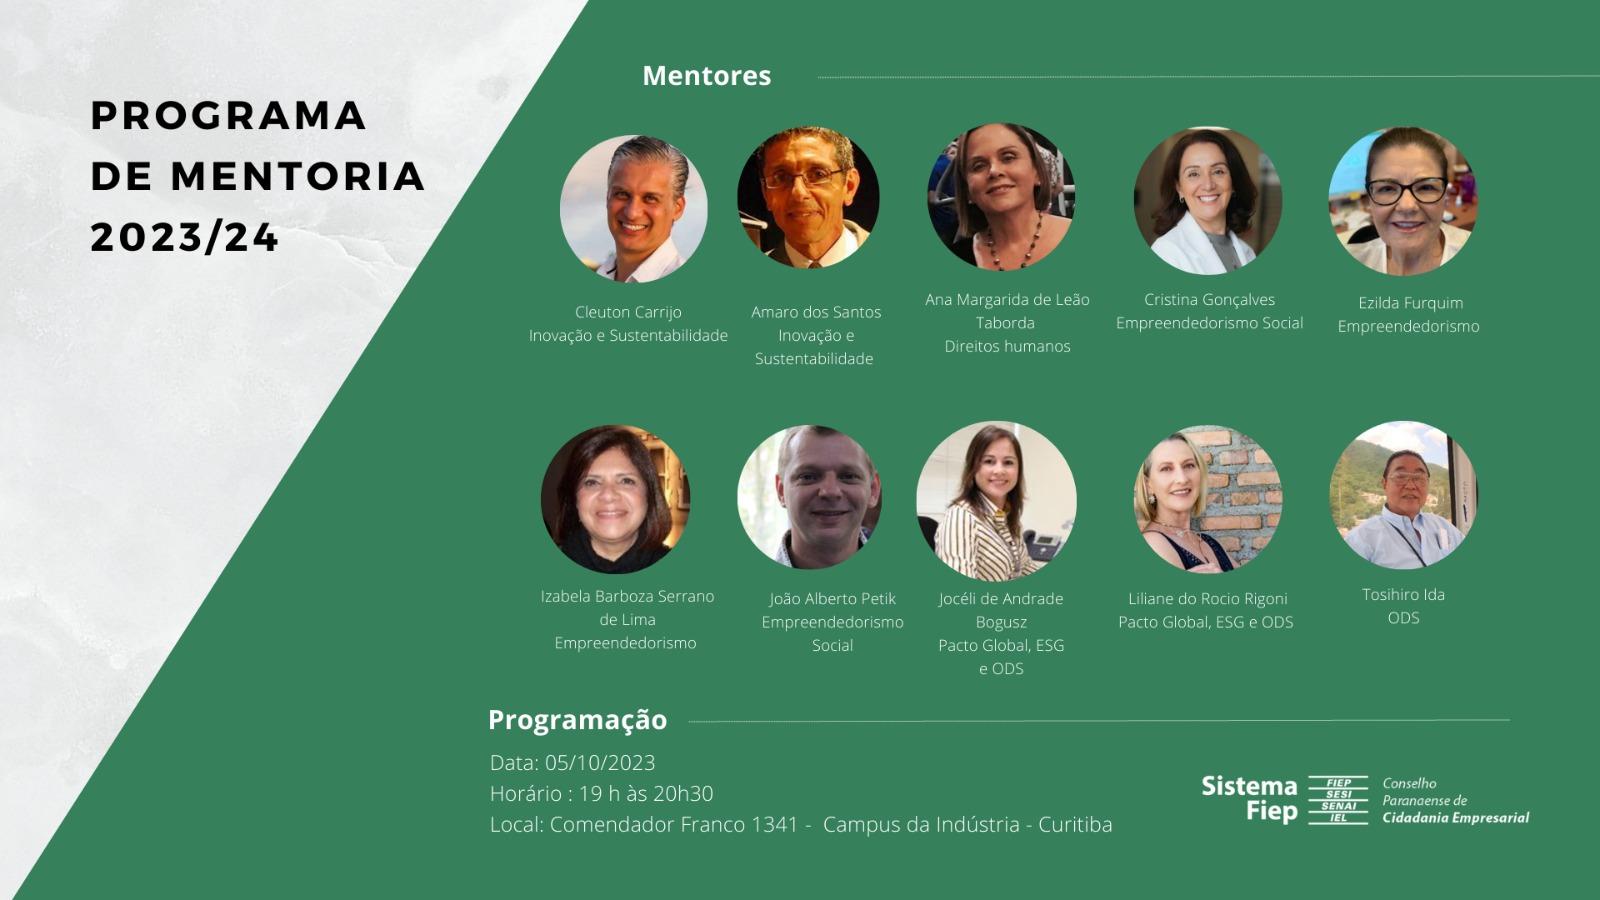 PROGRAMA
DE MENTORIA
2023/24
Mentores
Cleuton Carrijo
Inovação e Sustentabilidade
Amaro dos Santos
Inovação e
Sustentabilidade
Ana Margarida de Leão
Taborda
Direitos humanos
Cristina Gonçalves
Empreendedorismo Social
Ezilda Furquim
Empreendedorismo
Izabela Barboza Serrano
de Lima
Empreendedorismo
João Alberto Petik
Empreendedorismo
Social
Jocéli de Andrade
Bogusz
Pacto Global, ESG
e ODS
Liliane do Rocio Rigoni
Pacto Global, ESG e ODS
Tosihiro Ida
ODS
Programação
Data: 05/10/2023
Horário : 19 h às 20h30
Local: Comendador Franco 1341 - Campus da Indústria - Curitiba
Sistema
Fiep
FIEP
SESI
SENAI
IEL
Conselho
Paranaense de
Cidadania Empresarial